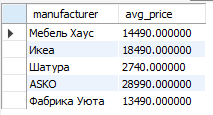 manufacturer avg_price
Мебель Хаус 14490.000000
Икеа 18490.000000
Шатура 2740.000000
ASKO 28990.000000
Фабрика Уюта 13490.000000